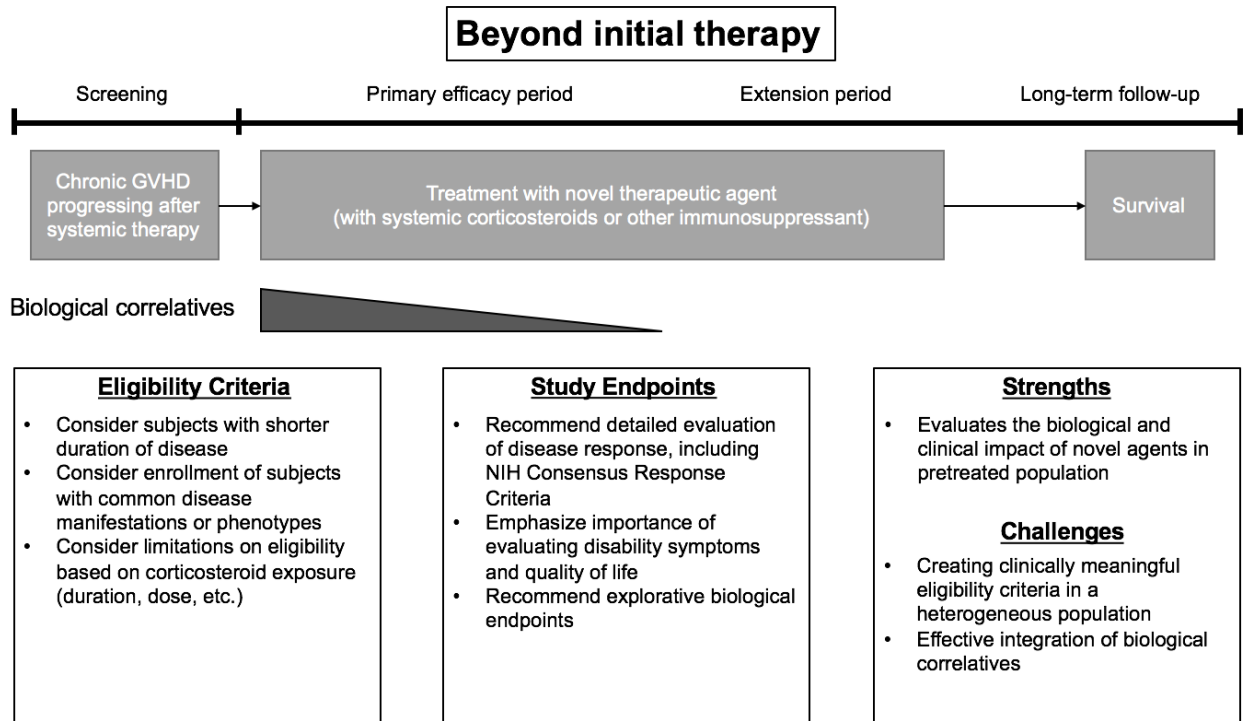 Beyond initial therapy
Screening
Primary efficacy period
Extension period
Long-term follow-up
Chronic GVHD
progressing after
systemic therapy
Treatment with novel therapeutic agent
(with systemic corticosteroids or other immunosuppressant)
Survival
Biological correlatives
Eligibility Criteria
• Consider subjects with shorter
duration of disease
• Consider enrollment of subjects
with common disease
manifestations or phenotypes
• Consider limitations on eligibility
based on corticosteroid exposure
(duration, dose, etc.)
Study Endpoints
• Recommend detailed evaluation
of disease response, including
NIH Consensus Response
Criteria
• Emphasize importance of
evaluating disability symptoms
and quality of life
• Recommend explorative biological
endpoints
Strengths
• Evaluates the biological and
clinical impact of novel agents in
pretreated population
Challenges
• Creating clinically meaningful
eligibility criteria in a
heterogeneous population
• Effective integration of biological
correlatives